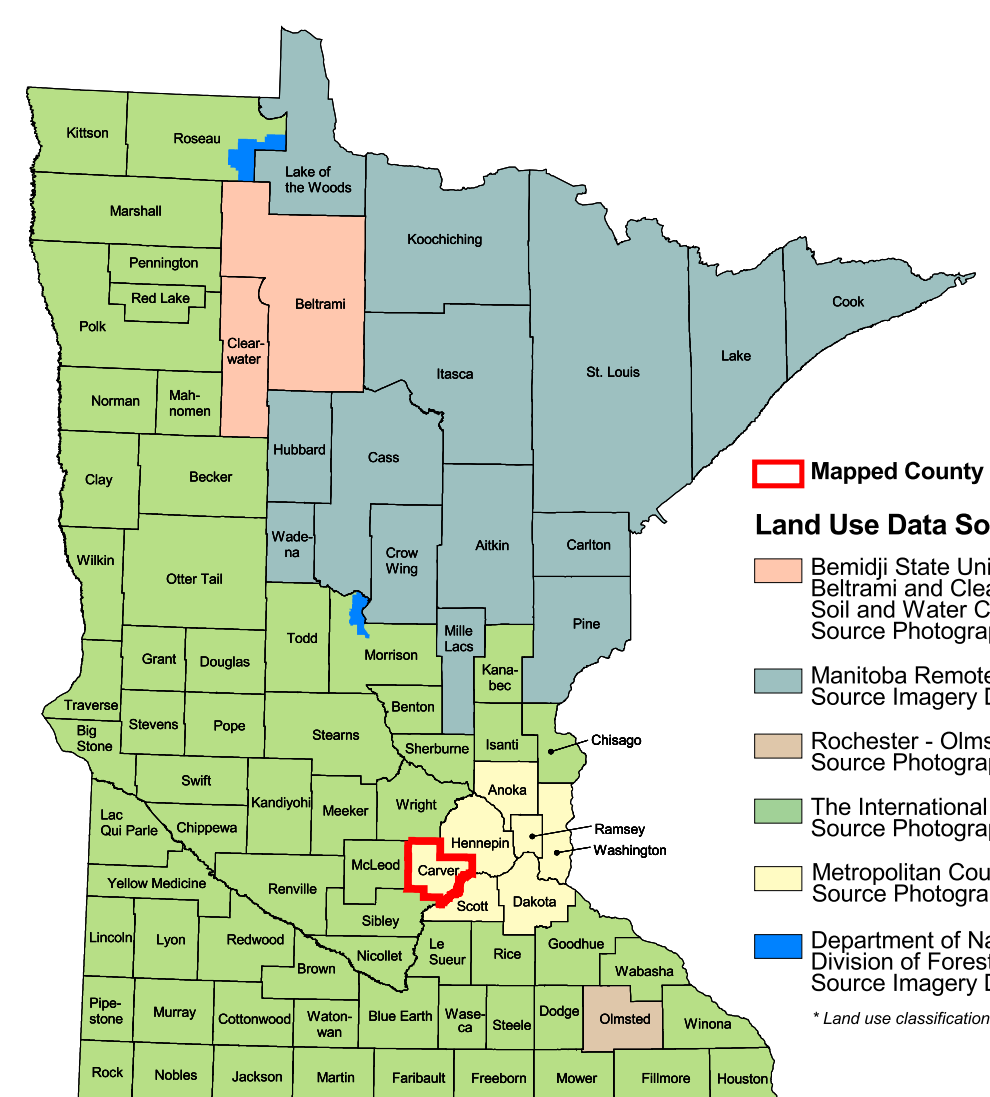 Kittson
Roseau
Lake of
the Woods
Marshall
Koochiching
Pennington
Red Lake
Beltrami
Cook
Polk
Clear-
water
Lake
St. Louis
Itasca
Norman
Mah-
nomen
Hubbard
Cass
Clay
Becker
Mapped County
Land Use Data So
Wilkin
Otter Tail
Wade-
na
Crow
Wing
Aitkin
Carlton
Bemidji State Uni
Beltrami and Clea
Soil and Water C
Source Photograp
Pine
Mille
Lacs
Todd
Morrison
Grant
Douglas
Kana-
bec
Manitoba Remote
Source Imagery D
Traverse
Benton
Stevens
Pope
Stearns
Big
Stone
Sherburne
Isanti
Chisago
Rochester - Olms
Source Photograp
Swift
Anoka
Kandiyohi
Meeker
Wright
The International
Source Photograp
Lac
Qui Parle
Chippewa
Ramsey
Hennepin
Washington
McLeod
Carver
Metropolitan Cou
Source Photogra
Yellow Medicine
Renville
Scott
Dakota
Sibley
Lincoln
Lyon
Redwood
Nicollet
Le
Sueur
Rice
Goodhue
Department of Na
Division of Forest
Source Imagery D
Brown
Wabasha
Pipe-
stone
Murray
Cottonwood
Waton-
wan
Blue Earth
Wase-
ca
Steele
Dodge
Olmsted
Winona
* Land use classification
Rock
Nobles
Jackson
Martin
Faribault
Freeborn
Mower
Fillmore
Houston